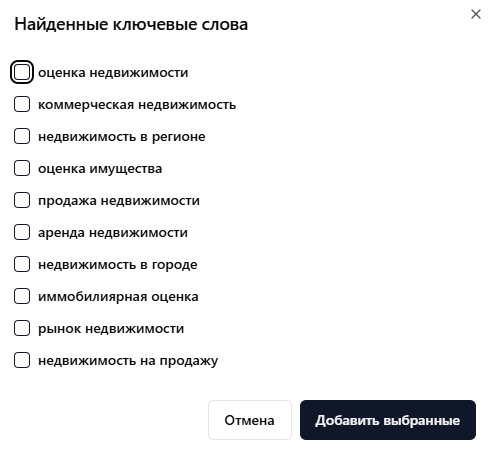 Найденные ключевые слова
оценка недвижимости
коммерческая недвижимость
недвижимость в регионе
оценка имущества
продажа недвижимости
аренда недвижимости
недвижимость в городе
иммобилиярная оценка
рынок недвижимости
недвижимость на продажу
Отмена
Добавить выбранные